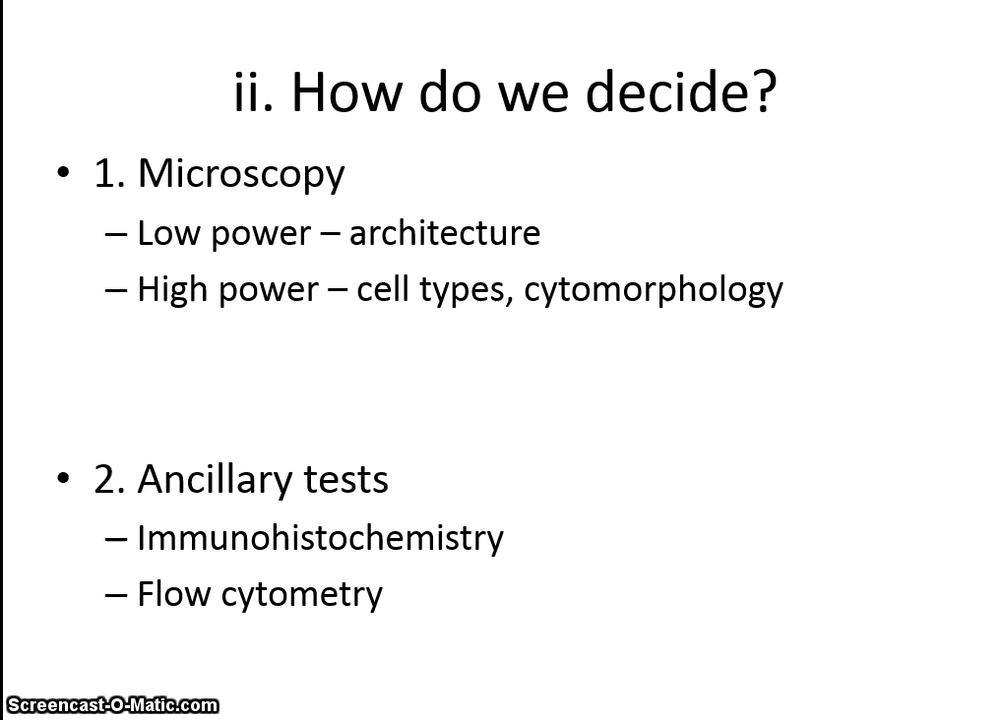 ii. How do we decide?
• 1. Microscopy
– Low power – architecture
– High power – cell types, cytomorphology
• 2. Ancillary tests
– Immunohistochemistry
– Flow cytometry
Screencast-O-Matic.com